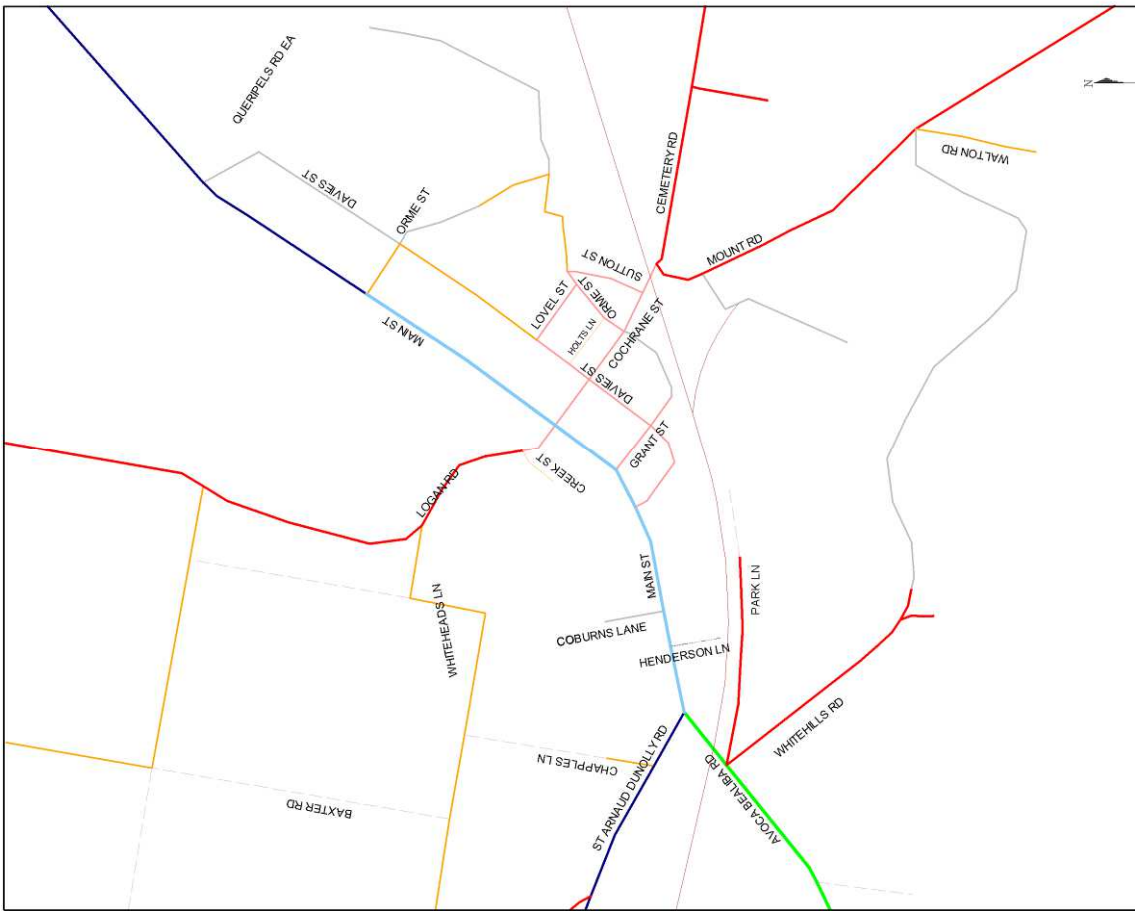 QUERIPELS RD EA
N
DAVIES ST
ORME ST
CEMETERY RD
WALTON RD
MOUNT RD
SUTTON ST
LOVEL ST
ORME ST
HOLTS LN
COCHRANE ST
MAIN ST
DAVIES ST
GRANT ST
CREEK ST
LOGAN RD
MAIN ST
PARK LN
WHITEHEADS LN
COBURNS LANE
HENDERSON LN
WHITEHILLS RD
CHAPPLES LN
ST ARNAUD DUNOLLY RD
AVOCA BEALIBA RD
BAXTER RD